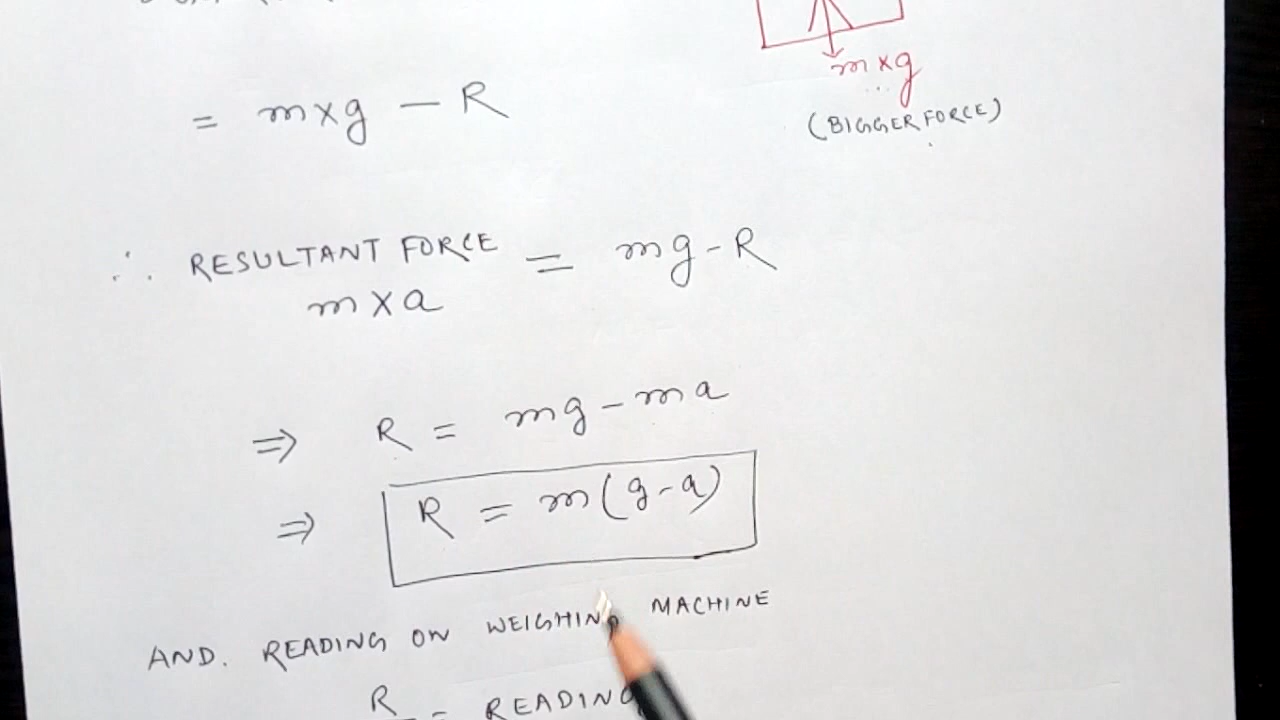 m×g
(BIGGER FORCE)
= m×g - R
∴ RESULTANT FORCE = mg-R
m×a
⇒ R = mg-ma
⇒ R = m(g-a)
AND. READING ON WEIGHING MACHINE
R = READING